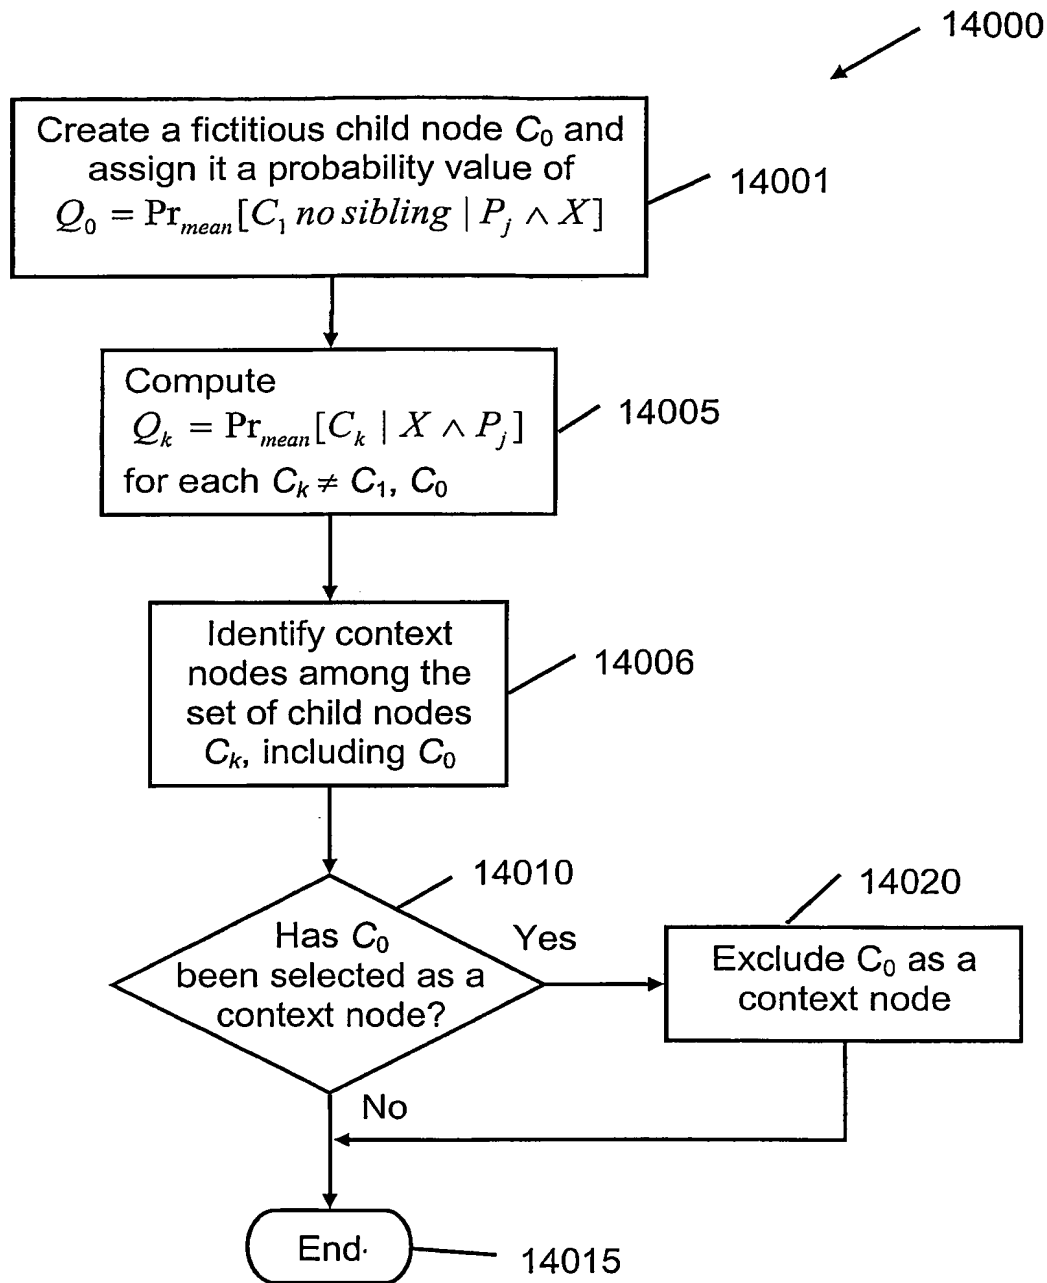 14000
Create a fictitious child node C₀ and
assign it a probability value of
Q₀ = Prₘₑₐₙ[C₁ no sibling | Pⱼ ∧ X]
14001
Compute
Qₖ = Prₘₑₐₙ[Cₖ | X ∧ Pⱼ]
for each Cₖ ≠ C₁, C₀
14005
Identify context
nodes among the
set of child nodes
Cₖ, including C₀
14006
Has C₀
been selected as a
context node?
14010
Yes
Exclude C₀ as a
context node
14020
No
End
14015